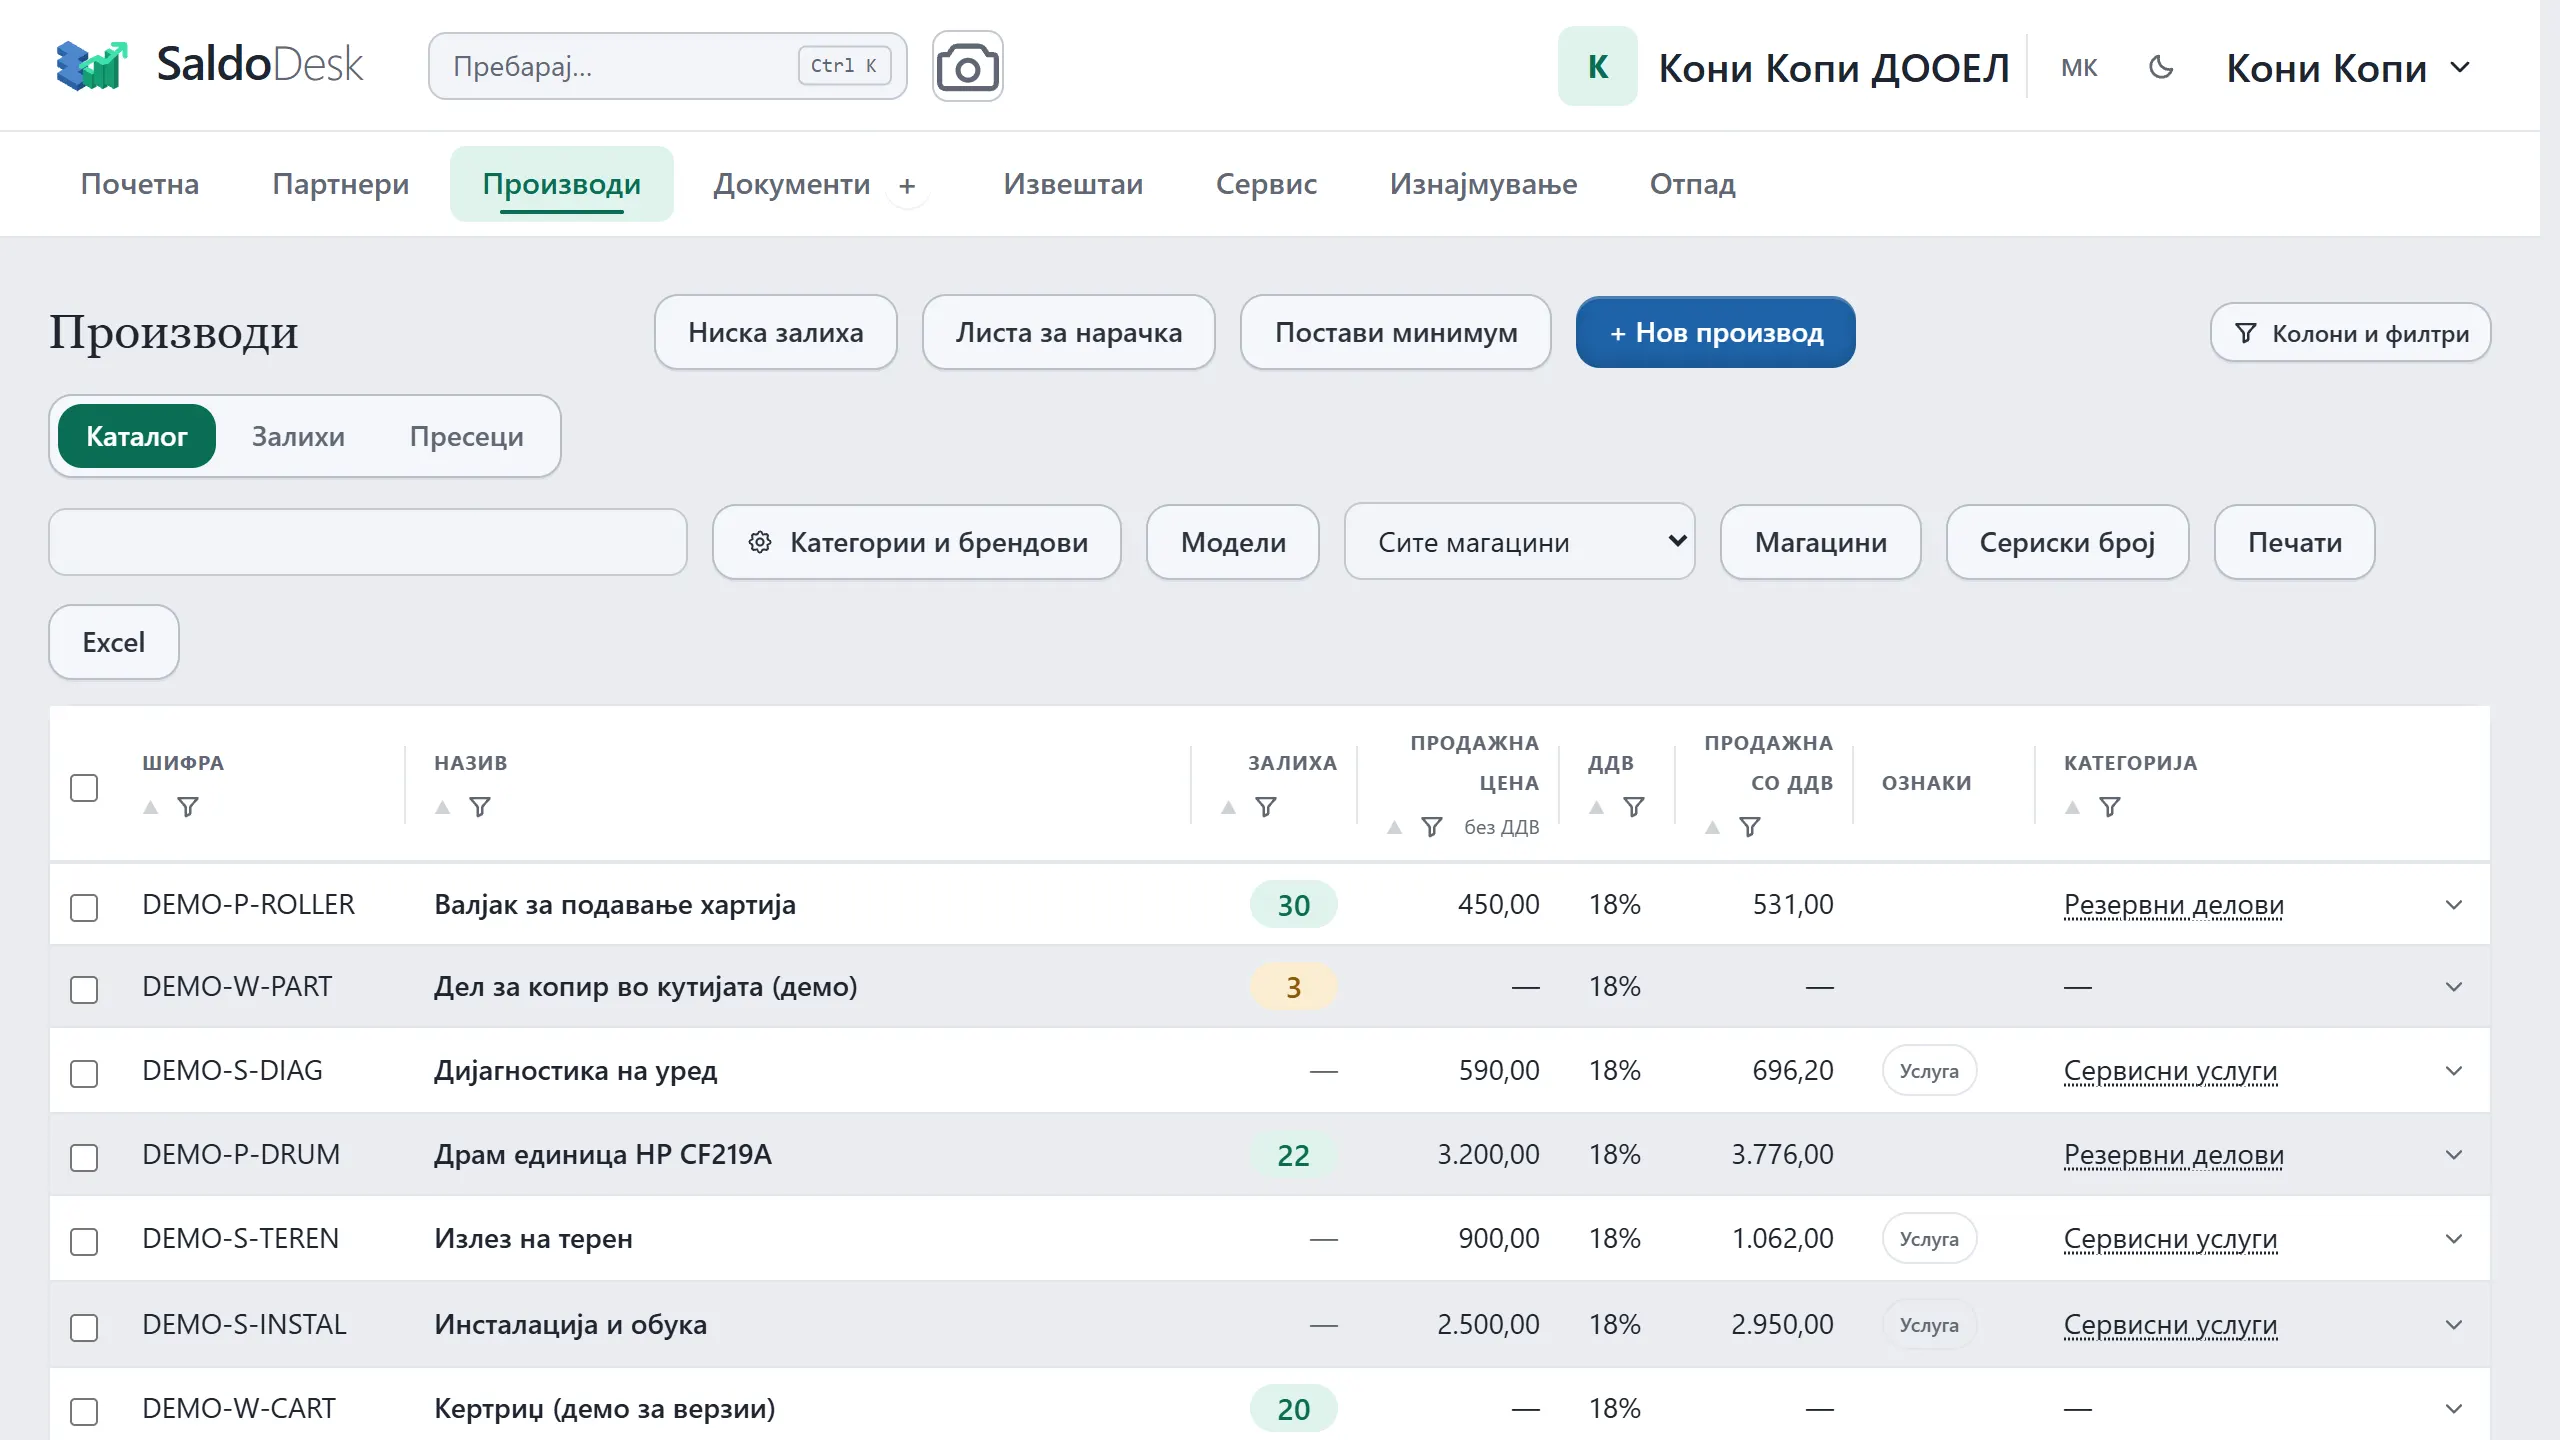 SaldoDesk
Пребарај...
Ctrl K
К
Кони Копи ДООЕЛ
МК
Кони Копи
Почетна
Партнери
Производи
Документи
+
Извештаи
Сервис
Изнајмување
Отпад
Производи
Ниска залиха
Листа за нарачка
Постави минимум
+ Нов производ
Колони и филтри
Каталог
Залихи
Пресеци
Категории и брендови
Модели
Сите магацини
Магацини
Сериски број
Печати
Excel
ШИФРА
НАЗИВ
ЗАЛИХА
ПРОДАЖНА
ЦЕНА
без ДДВ
ДДВ
ПРОДАЖНА
СО ДДВ
ОЗНАКИ
КАТЕГОРИЈА
DEMO-P-ROLLER Валјак за подавање хартија 30 450,00 18% 531,00 Резервни делови
DEMO-W-PART Дел за копир во кутијата (демо) 3 — 18% — —
DEMO-S-DIAG Дијагностика на уред — 590,00 18% 696,20 Услуга Сервисни услуги
DEMO-P-DRUM Драм единица HP CF219A 22 3.200,00 18% 3.776,00 Резервни делови
DEMO-S-TEREN Излез на терен — 900,00 18% 1.062,00 Услуга Сервисни услуги
DEMO-S-INSTAL Инсталација и обука — 2.500,00 18% 2.950,00 Услуга Сервисни услуги
DEMO-W-CART Кертриџ (демо за верзии) 20 — 18% — —